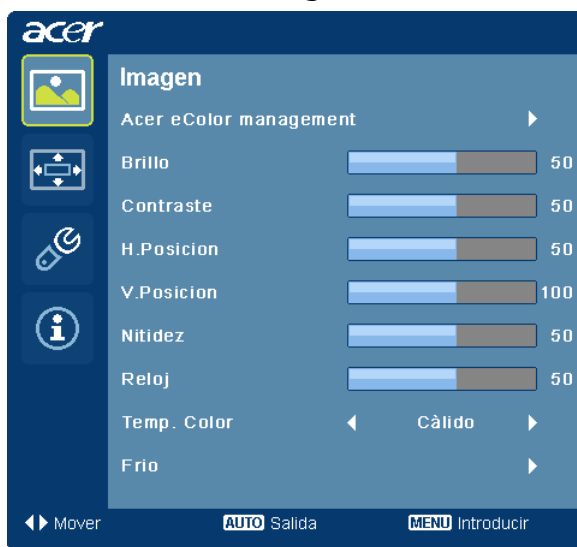 acer
Imagen
Acer eColor management
Brillo 50
Contraste 50
H.Posicion 50
V.Posicion 100
Nitidez 50
Reloj 50
Temp. Color Càlido
Frio
Mover AUTO Salida MENU Introducir